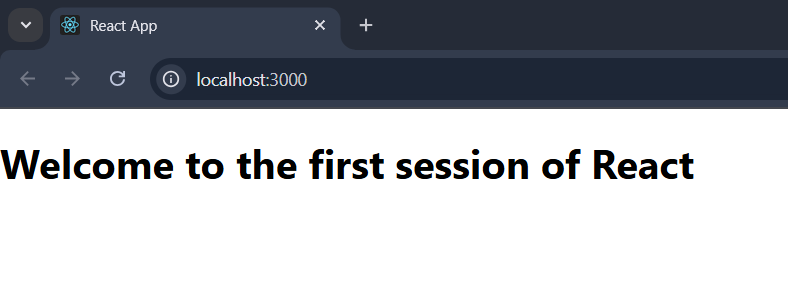 React App
localhost:3000
Welcome to the first session of React